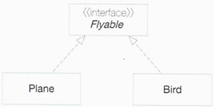 ((interface))
Flyable
Plane
Bird